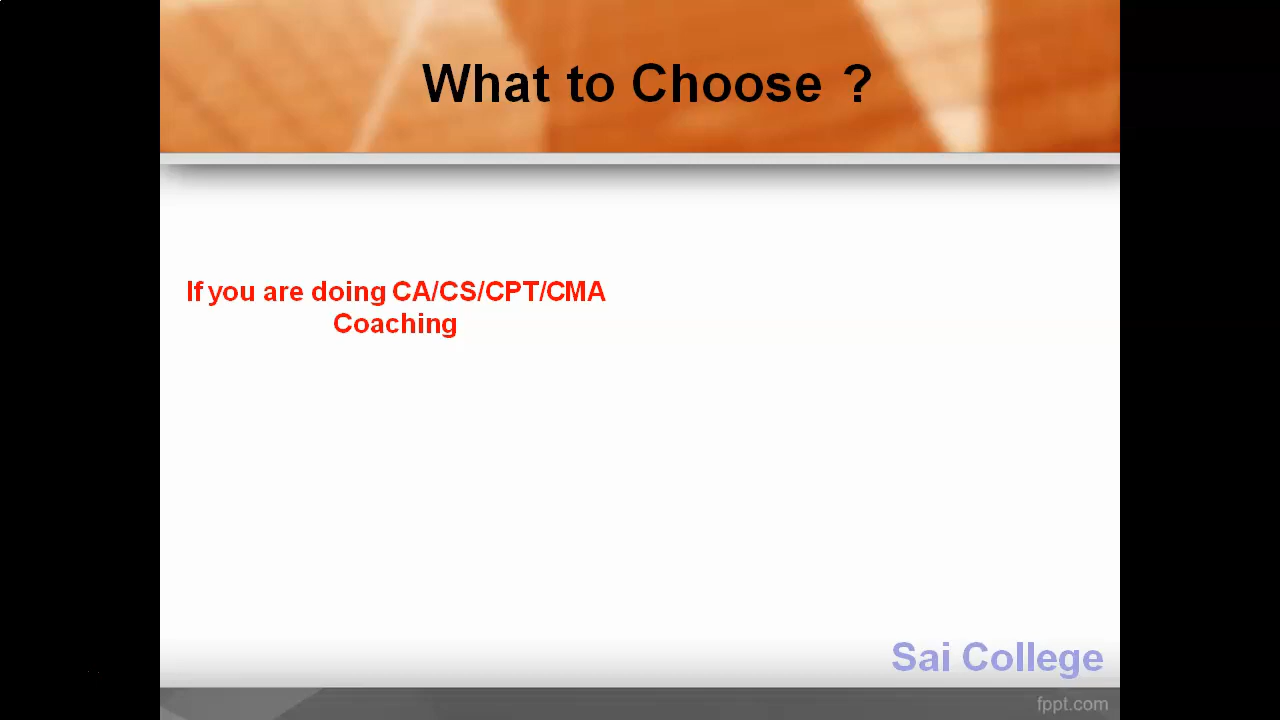 What to Choose ?
If you are doing CA/CS/CPT/CMA
Coaching
Sai College
fppt.com